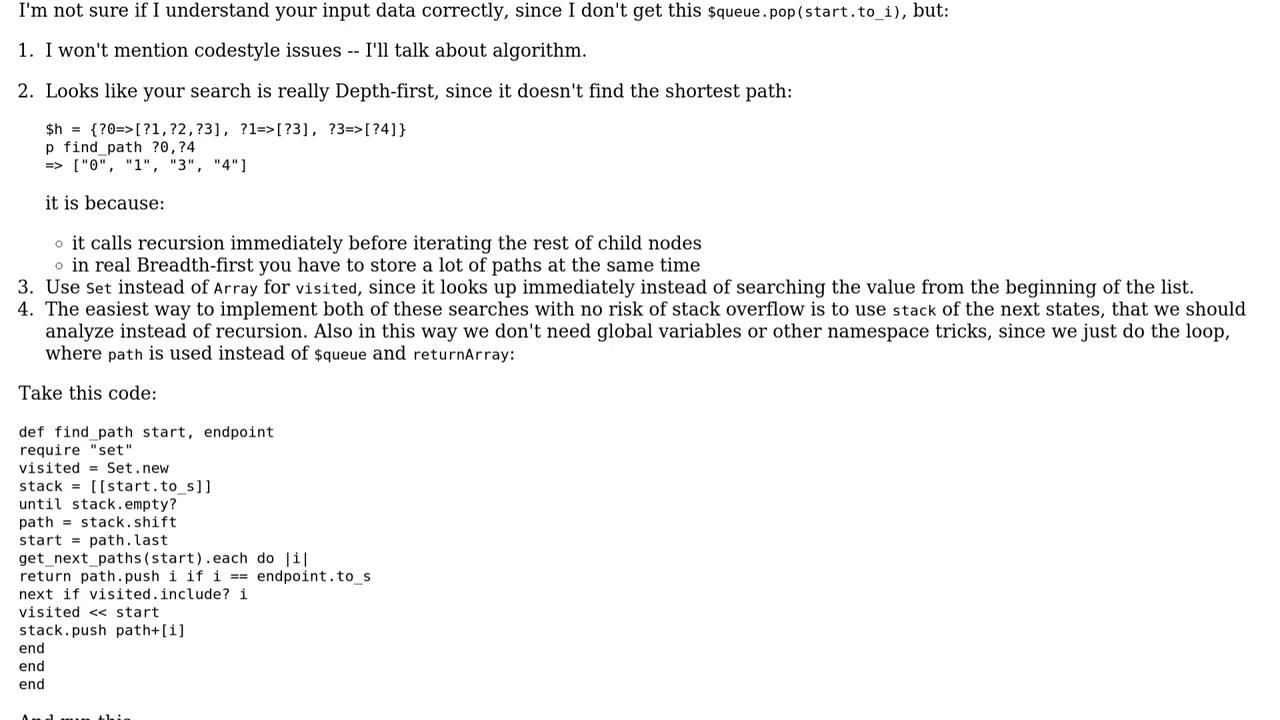 I'm not sure if I understand your input data correctly, since I don't get this $queue.pop(start.to_i), but:
1. I won't mention codestyle issues -- I'll talk about algorithm.
2. Looks like your search is really Depth-first, since it doesn't find the shortest path:
$h = {?0=>[?1,?2,?3], ?1=>[?3], ?3=>[?4]}
p find_path ?0,?4
=> ["0", "1", "3", "4"]
it is because:
◦ it calls recursion immediately before iterating the rest of child nodes
◦ in real Breadth-first you have to store a lot of paths at the same time
3. Use Set instead of Array for visited, since it looks up immediately instead of searching the value from the beginning of the list.
4. The easiest way to implement both of these searches with no risk of stack overflow is to use stack of the next states, that we should
analyze instead of recursion. Also in this way we don't need global variables or other namespace tricks, since we just do the loop,
where path is used instead of $queue and returnArray:
Take this code:
def find_path start, endpoint
require "set"
visited = Set.new
stack = [[start.to_s]]
until stack.empty?
path = stack.shift
start = path.last
get_next_paths(start).each do |i|
return path.push i if i == endpoint.to_s
next if visited.include? i
visited << start
stack.push path+[i]
end
end
end
And run this